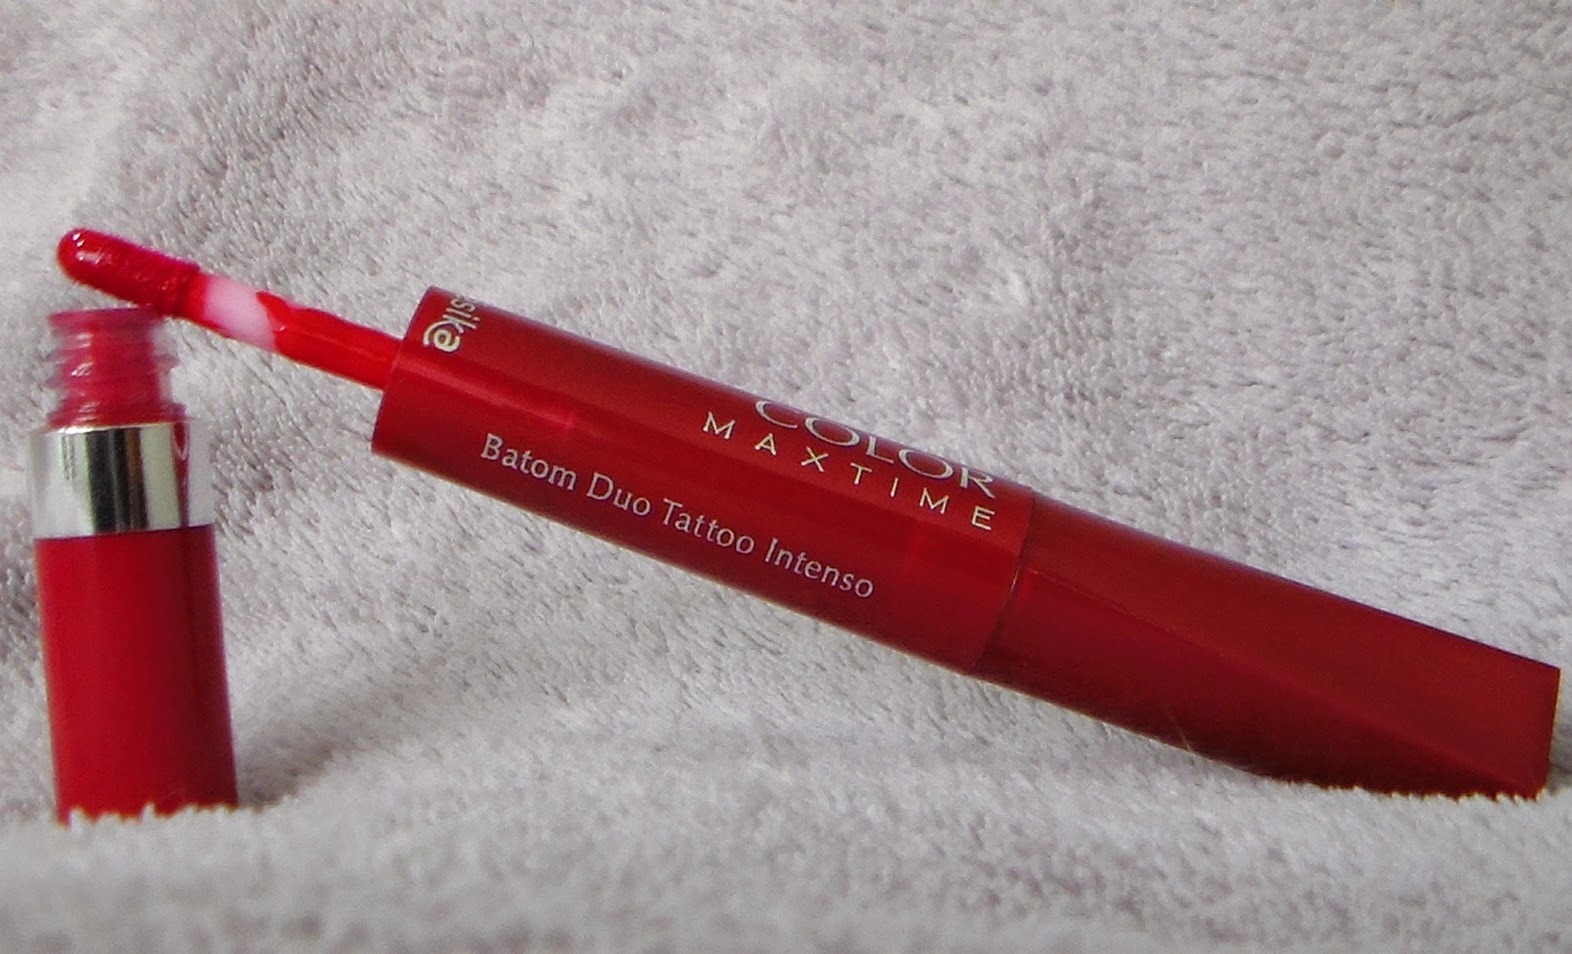 COLOR
MAXTIME
Batom Duo Tattoo Intenso